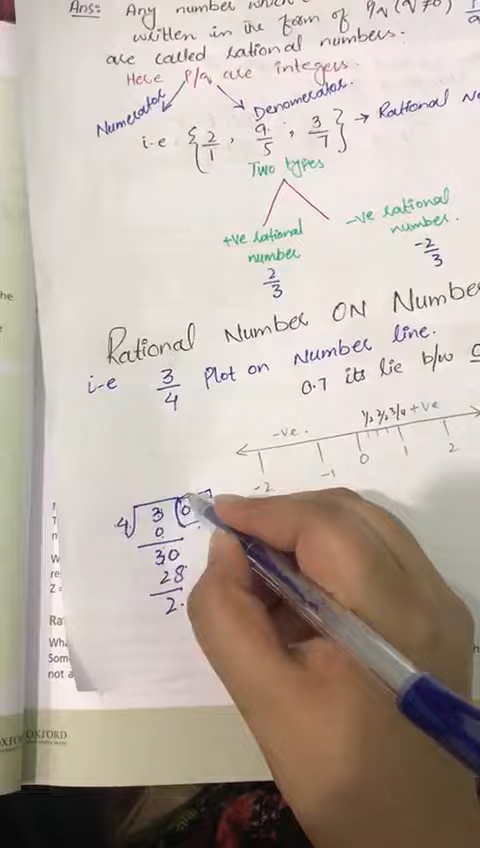 Ans: Any number which
written in the form of P/q (q≠0)
are called rational numbers.
Here P/q are integers.
Numerator Denomerator.
i-e { 2/1 , 9/5 , 3/7 } → Rational
Two types
+ve rational
number
2/3
-ve rational
number.
-2/3
Rational Number ON Number
i-e 3/4 Plot on Number line.
0.7 its lie b/w
-ve. +ve
-2 -1 0 1 2
4 3 0
0
30
28
2.
OXFORD